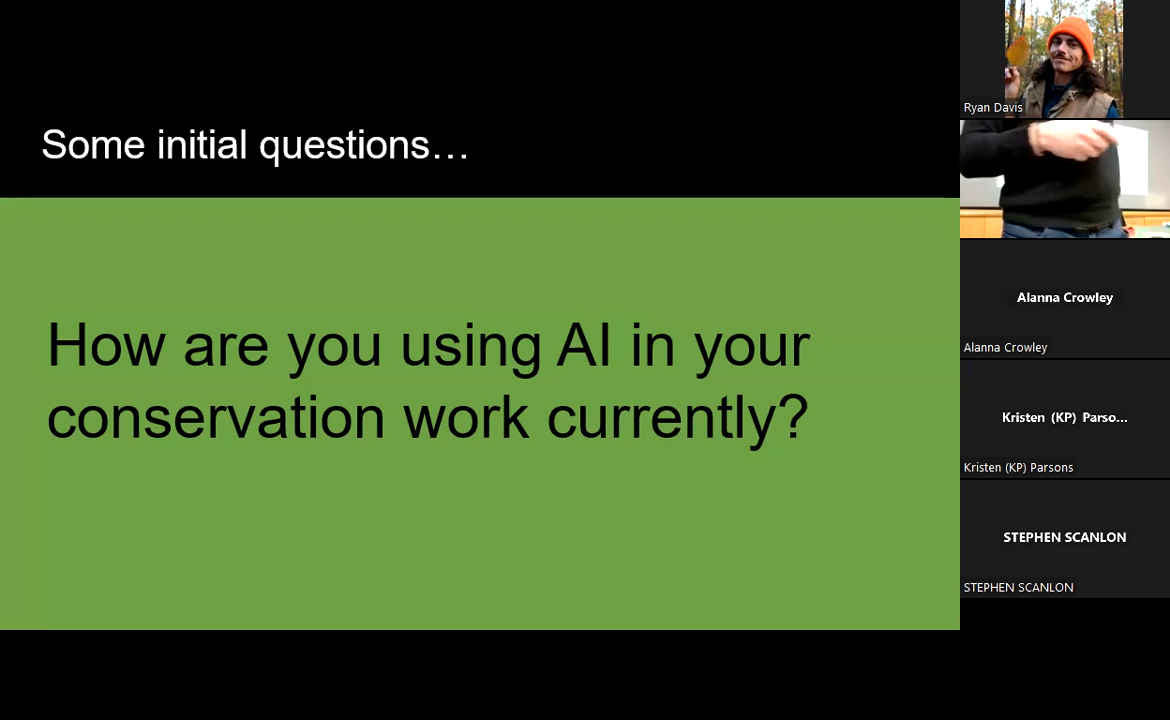 Some initial questions…
How are you using AI in your
conservation work currently?
Ryan Davis
Alanna Crowley
Alanna Crowley
Kristen (KP) Parso...
Kristen (KP) Parsons
STEPHEN SCANLON
STEPHEN SCANLON